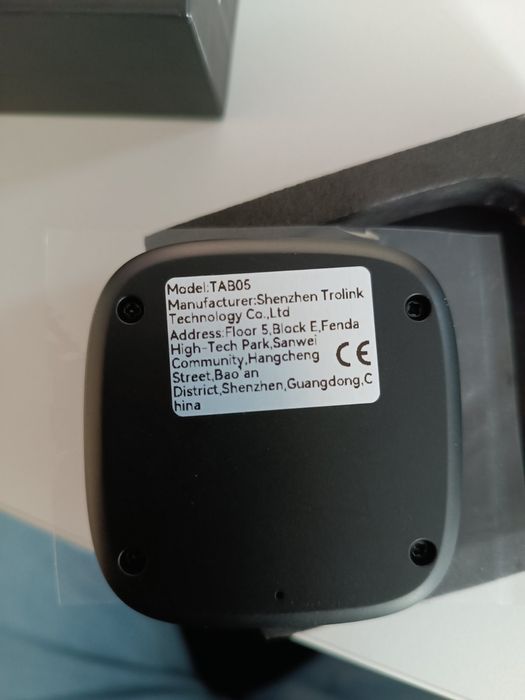 Model:TAB05
Manufacturer:Shenzhen Trolink
Technology Co.,Ltd
Address:Floor 5,Block E,Fenda
High-Tech Park,Sanwei
Community,Hangcheng
Street,Bao an
District,Shenzhen,Guangdong,C
hina
CE